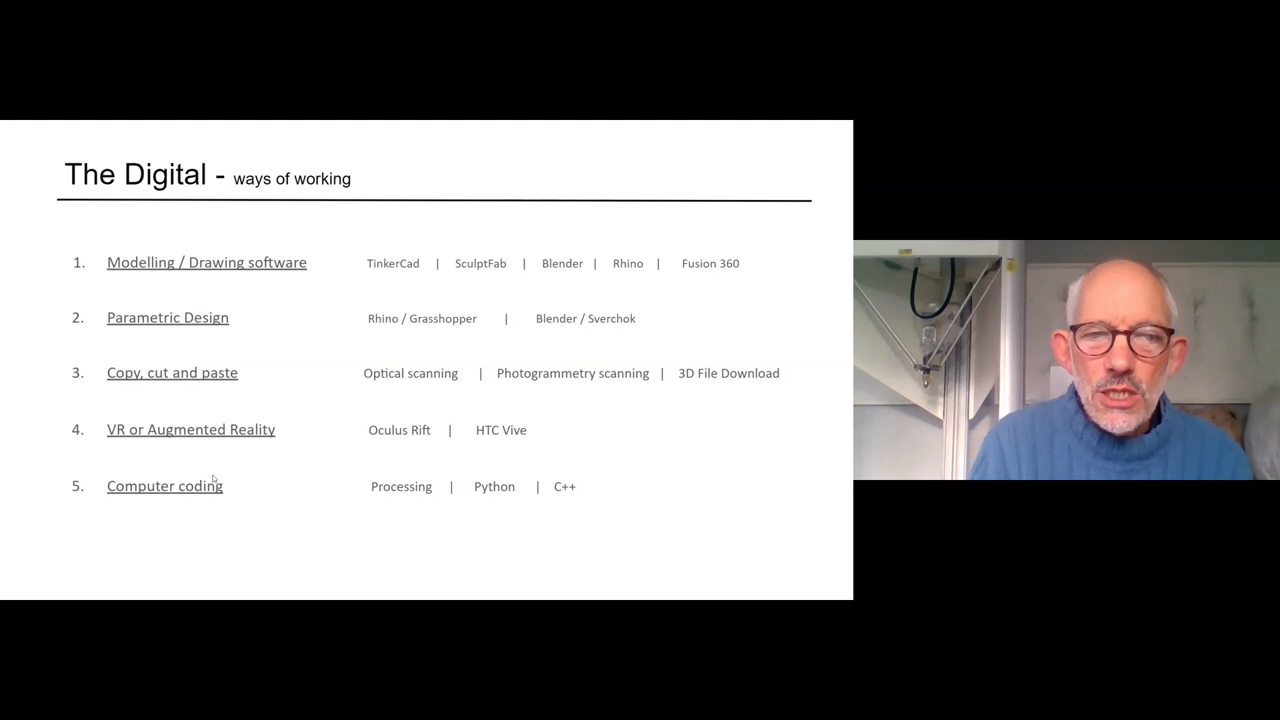 The Digital - ways of working
1. Modelling / Drawing software TinkerCad | SculptFab | Blender | Rhino | Fusion 360
2. Parametric Design Rhino / Grasshopper | Blender / Sverchok
3. Copy, cut and paste Optical scanning | Photogrammetry scanning | 3D File Download
4. VR or Augmented Reality Oculus Rift | HTC Vive
5. Computer coding Processing | Python | C++